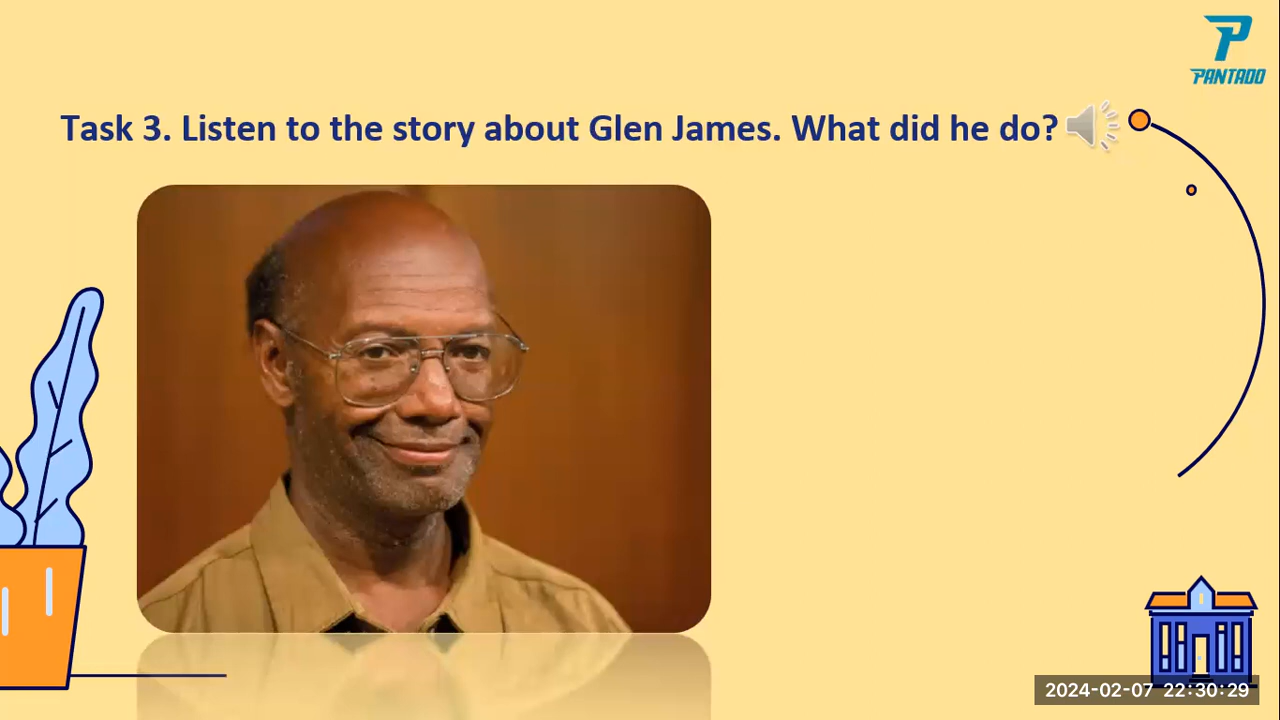 PANTADO
Task 3. Listen to the story about Glen James. What did he do?
2024-02-07 22:30:29